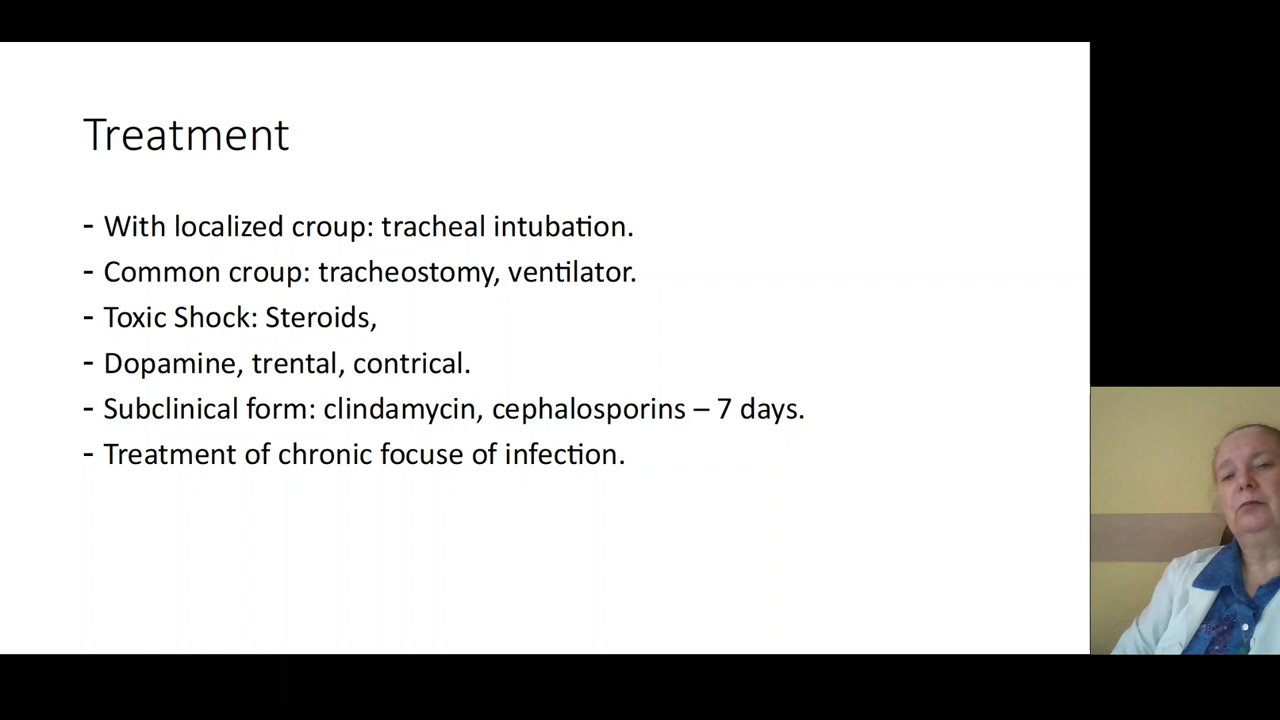 Treatment
- With localized croup: tracheal intubation.
- Common croup: tracheostomy, ventilator.
- Toxic Shock: Steroids,
- Dopamine, trental, contrical.
- Subclinical form: clindamycin, cephalosporins – 7 days.
- Treatment of chronic focuse of infection.